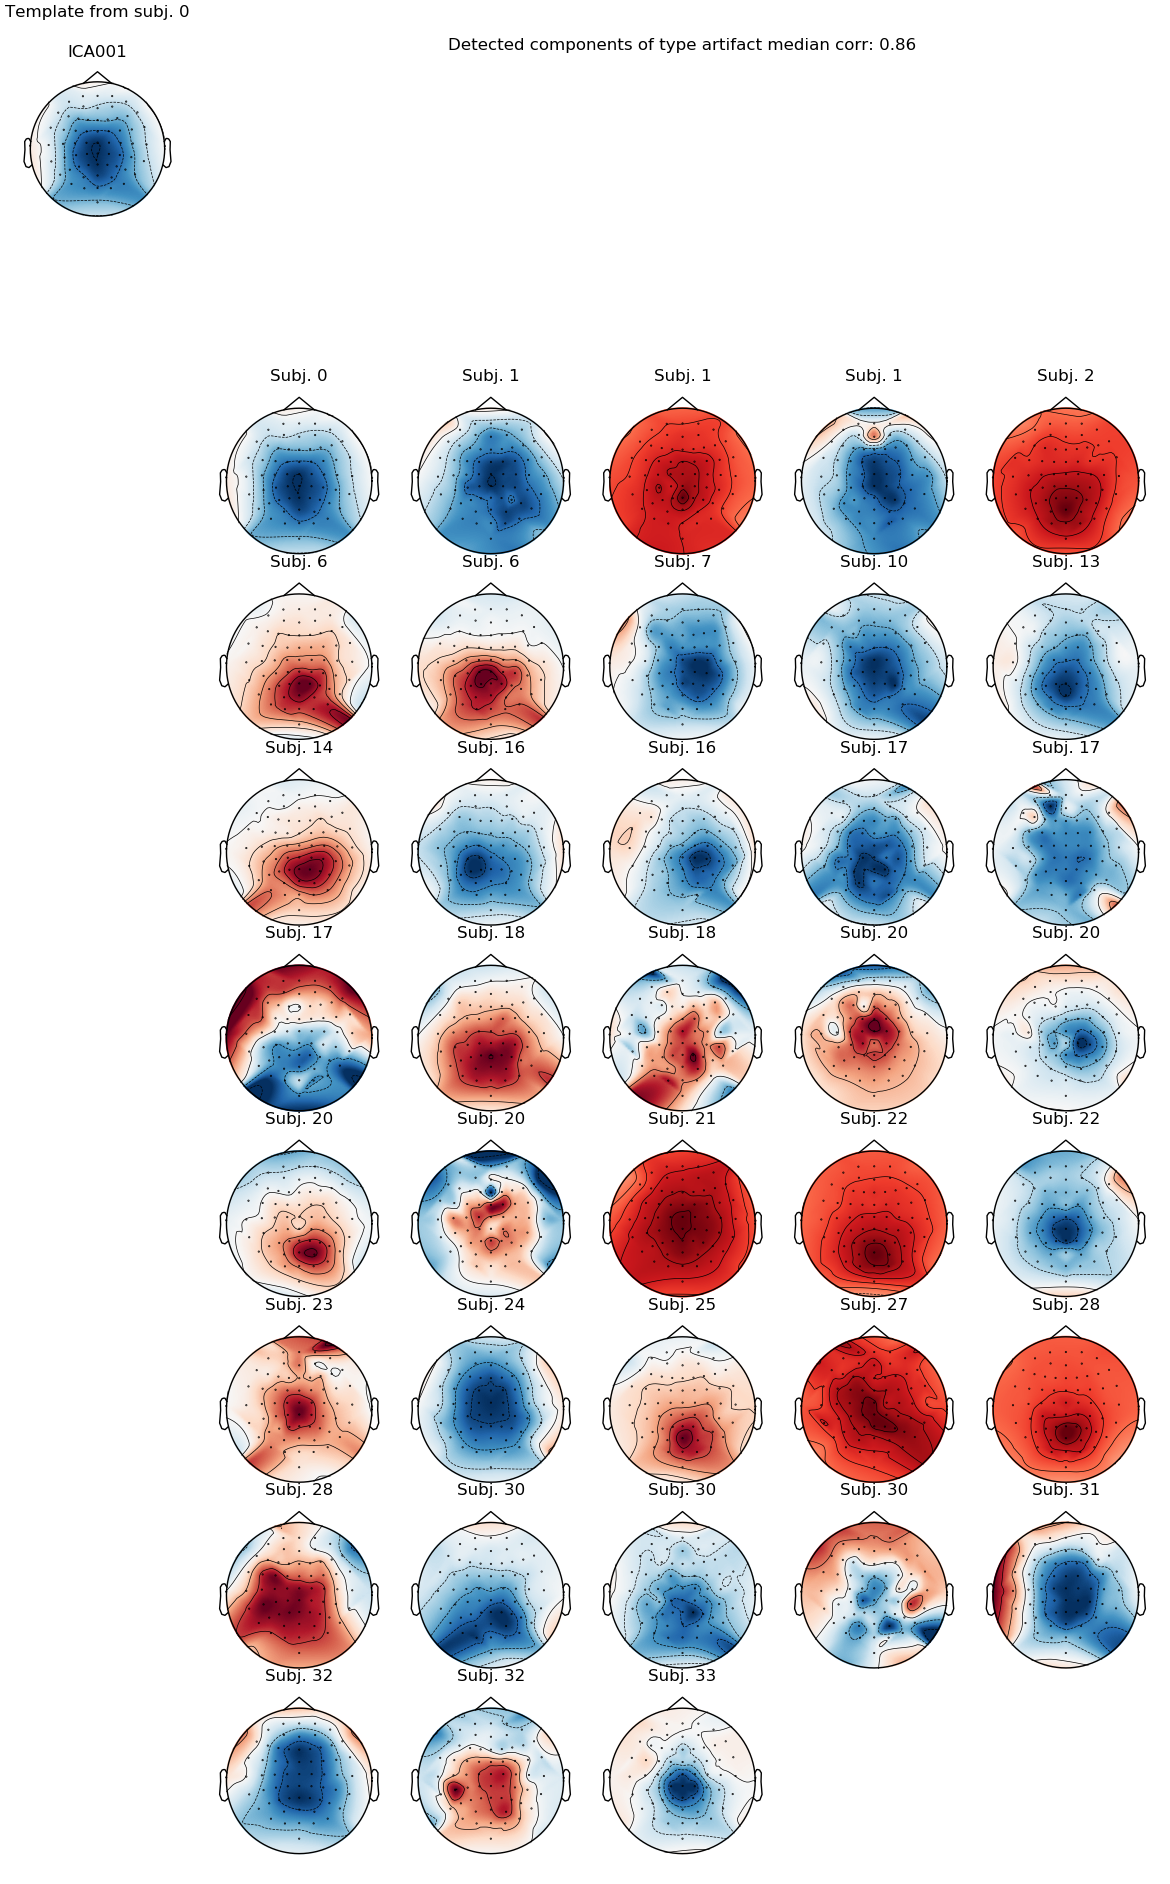 Template from subj. 0
ICA001
Detected components of type artifact median corr: 0.86
Subj. 0 Subj. 1 Subj. 1 Subj. 1 Subj. 2
Subj. 6 Subj. 6 Subj. 7 Subj. 10 Subj. 13
Subj. 14 Subj. 16 Subj. 16 Subj. 17 Subj. 17
Subj. 17 Subj. 18 Subj. 18 Subj. 20 Subj. 20
Subj. 20 Subj. 20 Subj. 21 Subj. 22 Subj. 22
Subj. 23 Subj. 24 Subj. 25 Subj. 27 Subj. 28
Subj. 28 Subj. 30 Subj. 30 Subj. 30 Subj. 31
Subj. 32 Subj. 32 Subj. 33